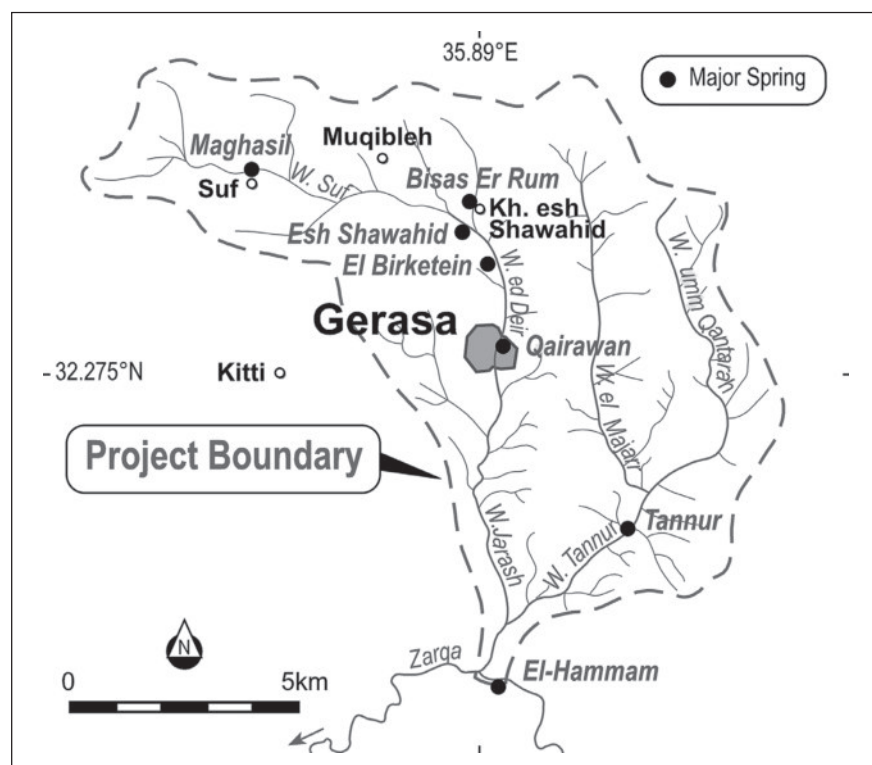 35.89°E
Major Spring
Maghasil
Muqibleh
Suf
W. Suf
Bisas Er Rum
Kh. esh
Shawahid
Esh Shawahid
El Birketein
W. ed Deir
W. umm Qantarah
Gerasa
Qairawan
32.275°N
Kitti
W. el Majarr
Project Boundary
W.Jarash
Tannur
W. Tannur
N
Zarqa
El-Hammam
0
5km